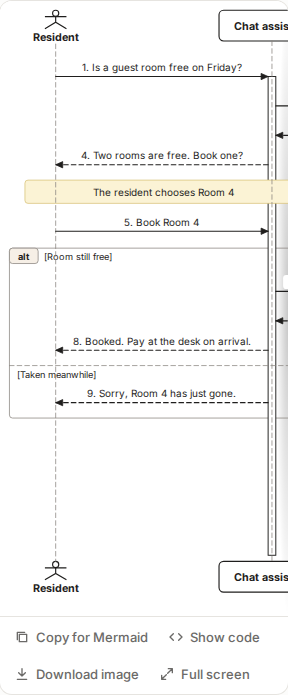 Resident
Chat assis
1. Is a guest room free on Friday?
4. Two rooms are free. Book one?
The resident chooses Room 4
5. Book Room 4
alt [Room still free]
8. Booked. Pay at the desk on arrival.
[Taken meanwhile]
9. Sorry, Room 4 has just gone.
Resident
Chat assis
Copy for Mermaid
Show code
Download image
Full screen